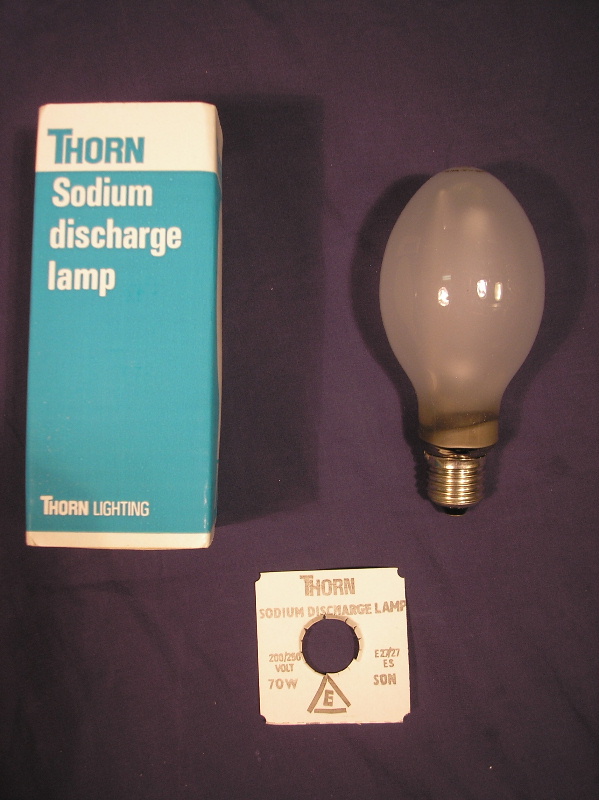 THORN
Sodium
discharge
lamp
THORN LIGHTING
THORN
SODIUM DISCHARGE LAMP
200/250 E27/27
VOLT ES
70W SON
E